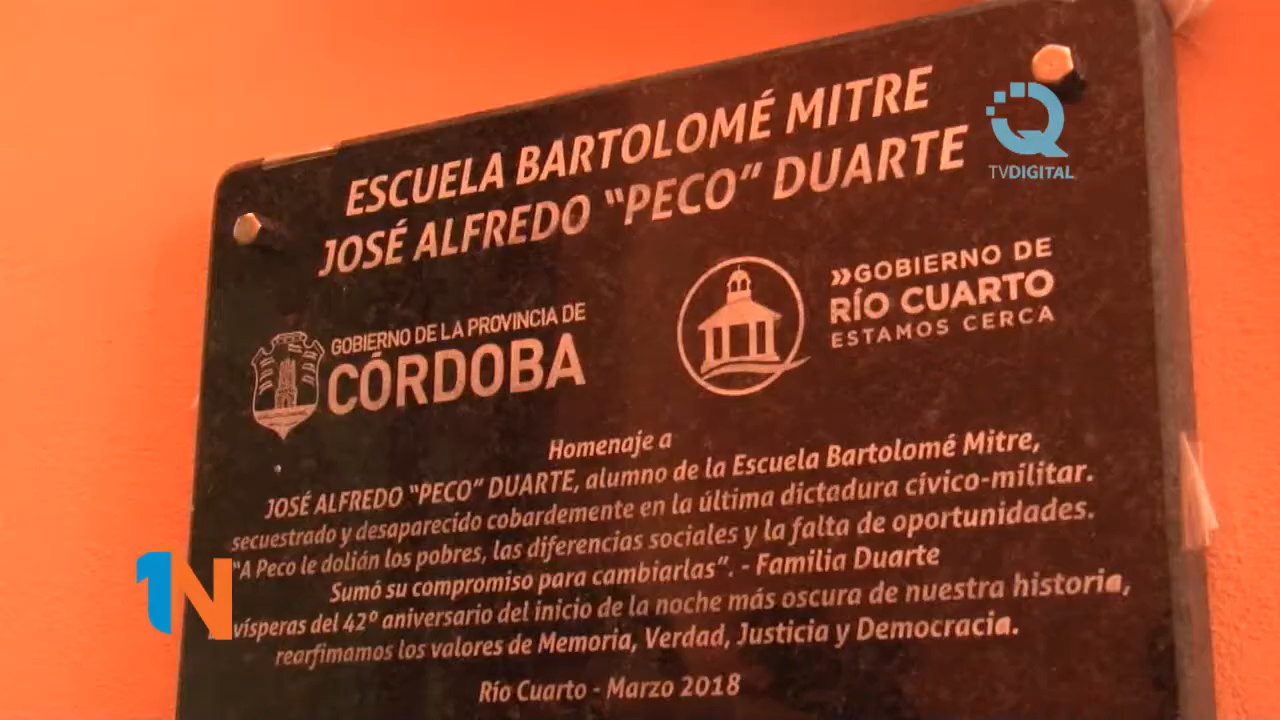 ESCUELA BARTOLOMÉ MITRE
JOSÉ ALFREDO “PECO” DUARTE
TVDIGITAL
GOBIERNO DE LA PROVINCIA DE
CÓRDOBA
»GOBIERNO DE
RÍO CUARTO
ESTAMOS CERCA
Homenaje a
JOSÉ ALFREDO “PECO” DUARTE, alumno de la Escuela Bartolomé Mitre,
secuestrado y desaparecido cobardemente en la última dictadura cívico-militar.
“A Peco le dolián los pobres, las diferencias sociales y la falta de oportunidades.
Sumó su compromiso para cambiarlas”. - Familia Duarte
vísperas del 42º aniversario del inicio de la noche más oscura de nuestra historia,
rearfimamos los valores de Memoria, Verdad, Justicia y Democracia.
Río Cuarto - Marzo 2018
1N